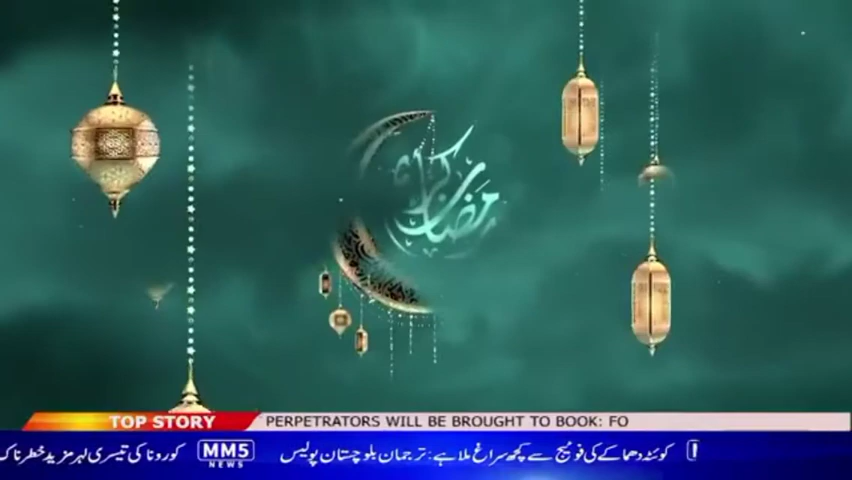 رمضان كريم
TOP STORY PERPETRATORS WILL BE BROUGHT TO BOOK: FO
کوئٹہ دھماکے کی فوٹیج سے کچھ سراغ ملا ہے: ترجمان بلوچستان پولیس MM5 NEWS کورونا کی تیسری لہر مزید خطرناک